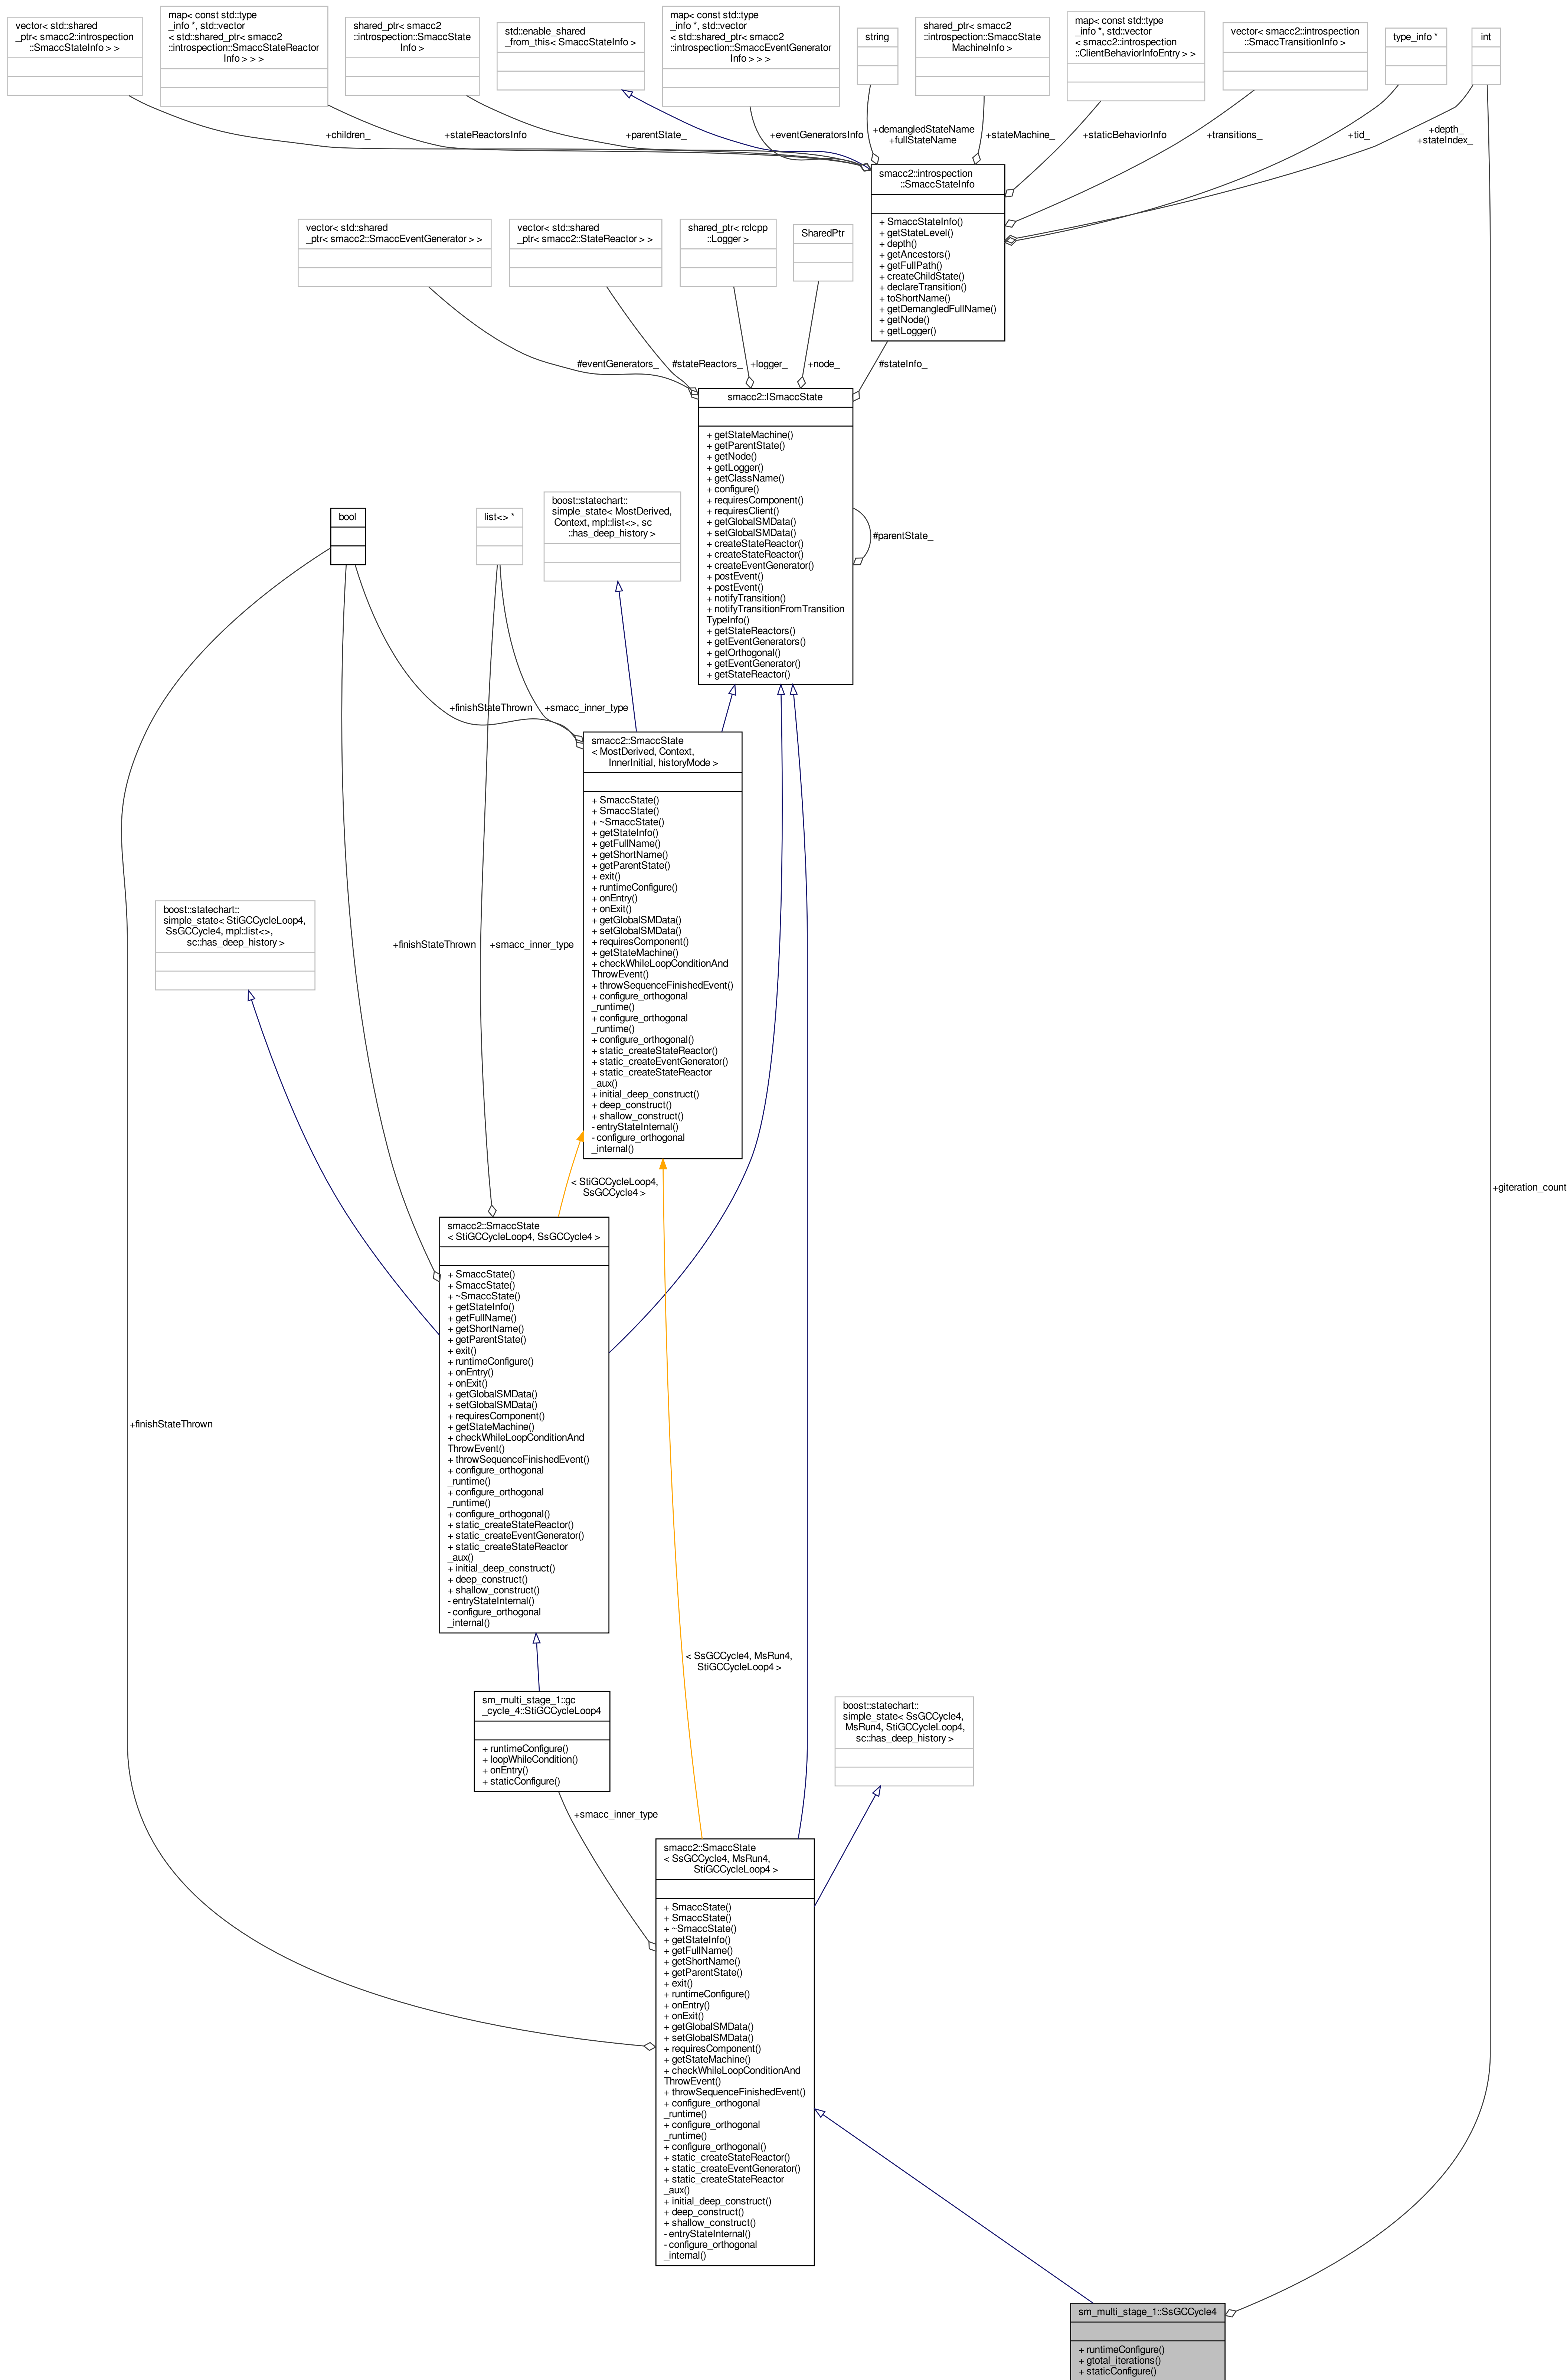 vector< std::shared
_ptr< smacc2::introspection
::SmaccStateInfo > >
map< const std::type
_info *, std::vector
< std::shared_ptr< smacc2
::introspection::SmaccStateReactor
Info > > >
shared_ptr< smacc2
::introspection::SmaccState
Info >
std::enable_shared
_from_this< SmaccStateInfo >
map< const std::type
_info *, std::vector
< std::shared_ptr< smacc2
::introspection::SmaccEventGenerator
Info > > >
string
shared_ptr< smacc2
::introspection::SmaccState
MachineInfo >
map< const std::type
_info *, std::vector
< smacc2::introspection
::ClientBehaviorInfoEntry > >
vector< smacc2::introspection
::SmaccTransitionInfo >
type_info *
int
+children_
+stateReactorsInfo
+parentState_
+eventGeneratorsInfo
+demangledStateName
+fullStateName
+stateMachine_
+staticBehaviorInfo
+transitions_
+tid_
+depth_
+stateIndex_
smacc2::introspection
::SmaccStateInfo
+ SmaccStateInfo()
+ getStateLevel()
+ depth()
+ getAncestors()
+ getFullPath()
+ createChildState()
+ declareTransition()
+ toShortName()
+ getDemangledFullName()
+ getNode()
+ getLogger()
vector< std::shared
_ptr< smacc2::SmaccEventGenerator > >
vector< std::shared
_ptr< smacc2::StateReactor > >
shared_ptr< rclcpp
::Logger >
SharedPtr
#eventGenerators_
#stateReactors_
+logger_
+node_
#stateInfo_
smacc2::ISmaccState
+ getStateMachine()
+ getParentState()
+ getNode()
+ getLogger()
+ getClassName()
+ configure()
+ requiresComponent()
+ requiresClient()
+ getGlobalSMData()
+ setGlobalSMData()
+ createStateReactor()
+ createStateReactor()
+ createEventGenerator()
+ postEvent()
+ postEvent()
+ notifyTransition()
+ notifyTransitionFromTransition
TypeInfo()
+ getStateReactors()
+ getEventGenerators()
+ getOrthogonal()
+ getEventGenerator()
+ getStateReactor()
#parentState_
bool
list<> *
boost::statechart::
simple_state< MostDerived,
Context, mpl::list<>, sc
::has_deep_history >
+finishStateThrown
+smacc_inner_type
smacc2::SmaccState
< MostDerived, Context,
InnerInitial, historyMode >
+ SmaccState()
+ SmaccState()
+ ~SmaccState()
+ getStateInfo()
+ getFullName()
+ getShortName()
+ getParentState()
+ exit()
+ runtimeConfigure()
+ onEntry()
+ onExit()
+ getGlobalSMData()
+ setGlobalSMData()
+ requiresComponent()
+ getStateMachine()
+ checkWhileLoopConditionAnd
ThrowEvent()
+ throwSequenceFinishedEvent()
+ configure_orthogonal
_runtime()
+ configure_orthogonal
_runtime()
+ configure_orthogonal()
+ static_createStateReactor()
+ static_createEventGenerator()
+ static_createStateReactor
_aux()
+ initial_deep_construct()
+ deep_construct()
+ shallow_construct()
- entryStateInternal()
- configure_orthogonal
_internal()
boost::statechart::
simple_state< StiGCCycleLoop4,
SsGCCycle4, mpl::list<>,
sc::has_deep_history >
+finishStateThrown
+smacc_inner_type
< StiGCCycleLoop4,
SsGCCycle4 >
+giteration_count
smacc2::SmaccState
< StiGCCycleLoop4, SsGCCycle4 >
+ SmaccState()
+ SmaccState()
+ ~SmaccState()
+ getStateInfo()
+ getFullName()
+ getShortName()
+ getParentState()
+ exit()
+ runtimeConfigure()
+ onEntry()
+ onExit()
+ getGlobalSMData()
+ setGlobalSMData()
+ requiresComponent()
+ getStateMachine()
+ checkWhileLoopConditionAnd
ThrowEvent()
+ throwSequenceFinishedEvent()
+ configure_orthogonal
_runtime()
+ configure_orthogonal
_runtime()
+ configure_orthogonal()
+ static_createStateReactor()
+ static_createEventGenerator()
+ static_createStateReactor
_aux()
+ initial_deep_construct()
+ deep_construct()
+ shallow_construct()
- entryStateInternal()
- configure_orthogonal
_internal()
+finishStateThrown
< SsGCCycle4, MsRun4,
StiGCCycleLoop4 >
sm_multi_stage_1::gc
_cycle_4::StiGCCycleLoop4
+ runtimeConfigure()
+ loopWhileCondition()
+ onEntry()
+ staticConfigure()
boost::statechart::
simple_state< SsGCCycle4,
MsRun4, StiGCCycleLoop4,
sc::has_deep_history >
+smacc_inner_type
smacc2::SmaccState
< SsGCCycle4, MsRun4,
StiGCCycleLoop4 >
+ SmaccState()
+ SmaccState()
+ ~SmaccState()
+ getStateInfo()
+ getFullName()
+ getShortName()
+ getParentState()
+ exit()
+ runtimeConfigure()
+ onEntry()
+ onExit()
+ getGlobalSMData()
+ setGlobalSMData()
+ requiresComponent()
+ getStateMachine()
+ checkWhileLoopConditionAnd
ThrowEvent()
+ throwSequenceFinishedEvent()
+ configure_orthogonal
_runtime()
+ configure_orthogonal
_runtime()
+ configure_orthogonal()
+ static_createStateReactor()
+ static_createEventGenerator()
+ static_createStateReactor
_aux()
+ initial_deep_construct()
+ deep_construct()
+ shallow_construct()
- entryStateInternal()
- configure_orthogonal
_internal()
sm_multi_stage_1::SsGCCycle4
+ runtimeConfigure()
+ gtotal_iterations()
+ staticConfigure()